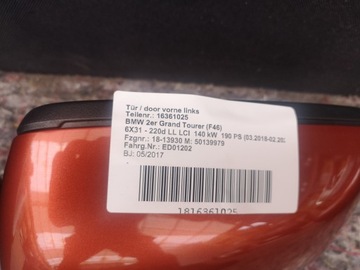 Tür / door vorne links
Teilenr.: 16361025
BMW 2er Grand Tourer (F46)
6X31 - 220d LL LCI 140 kW 190 PS (03.2018-02.202
Fzgnr.: 18-13930 M: 50139979
Fahrg.Nr.: ED01202
BJ: 05/2017
1816361025